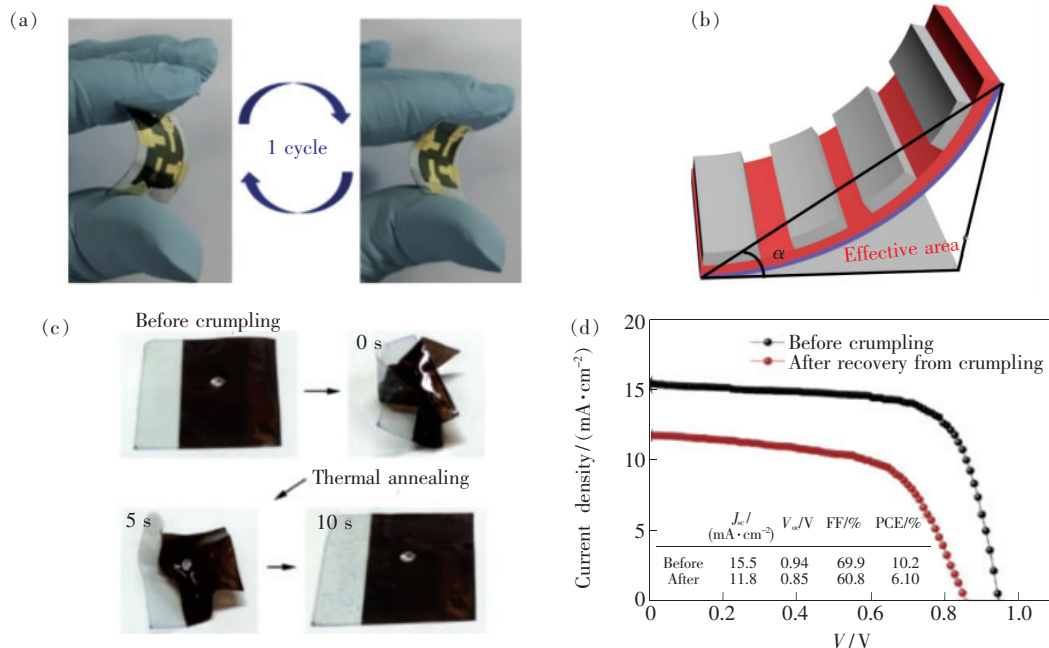 (a)
1 cycle
(b)
α
Effective area
(c)
Before crumpling
0 s
Thermal annealing
5 s
10 s
(d)
Current density/(mA·cm⁻²)
20
15
10
5
0
Before crumpling
After recovery from crumpling
Jsc/ Voc/V FF/% PCE/%
(mA·cm⁻²)
Before 15.5 0.94 69.9 10.2
After 11.8 0.85 60.8 6.10
0 0.2 0.4 0.6 0.8 1.0
V/V